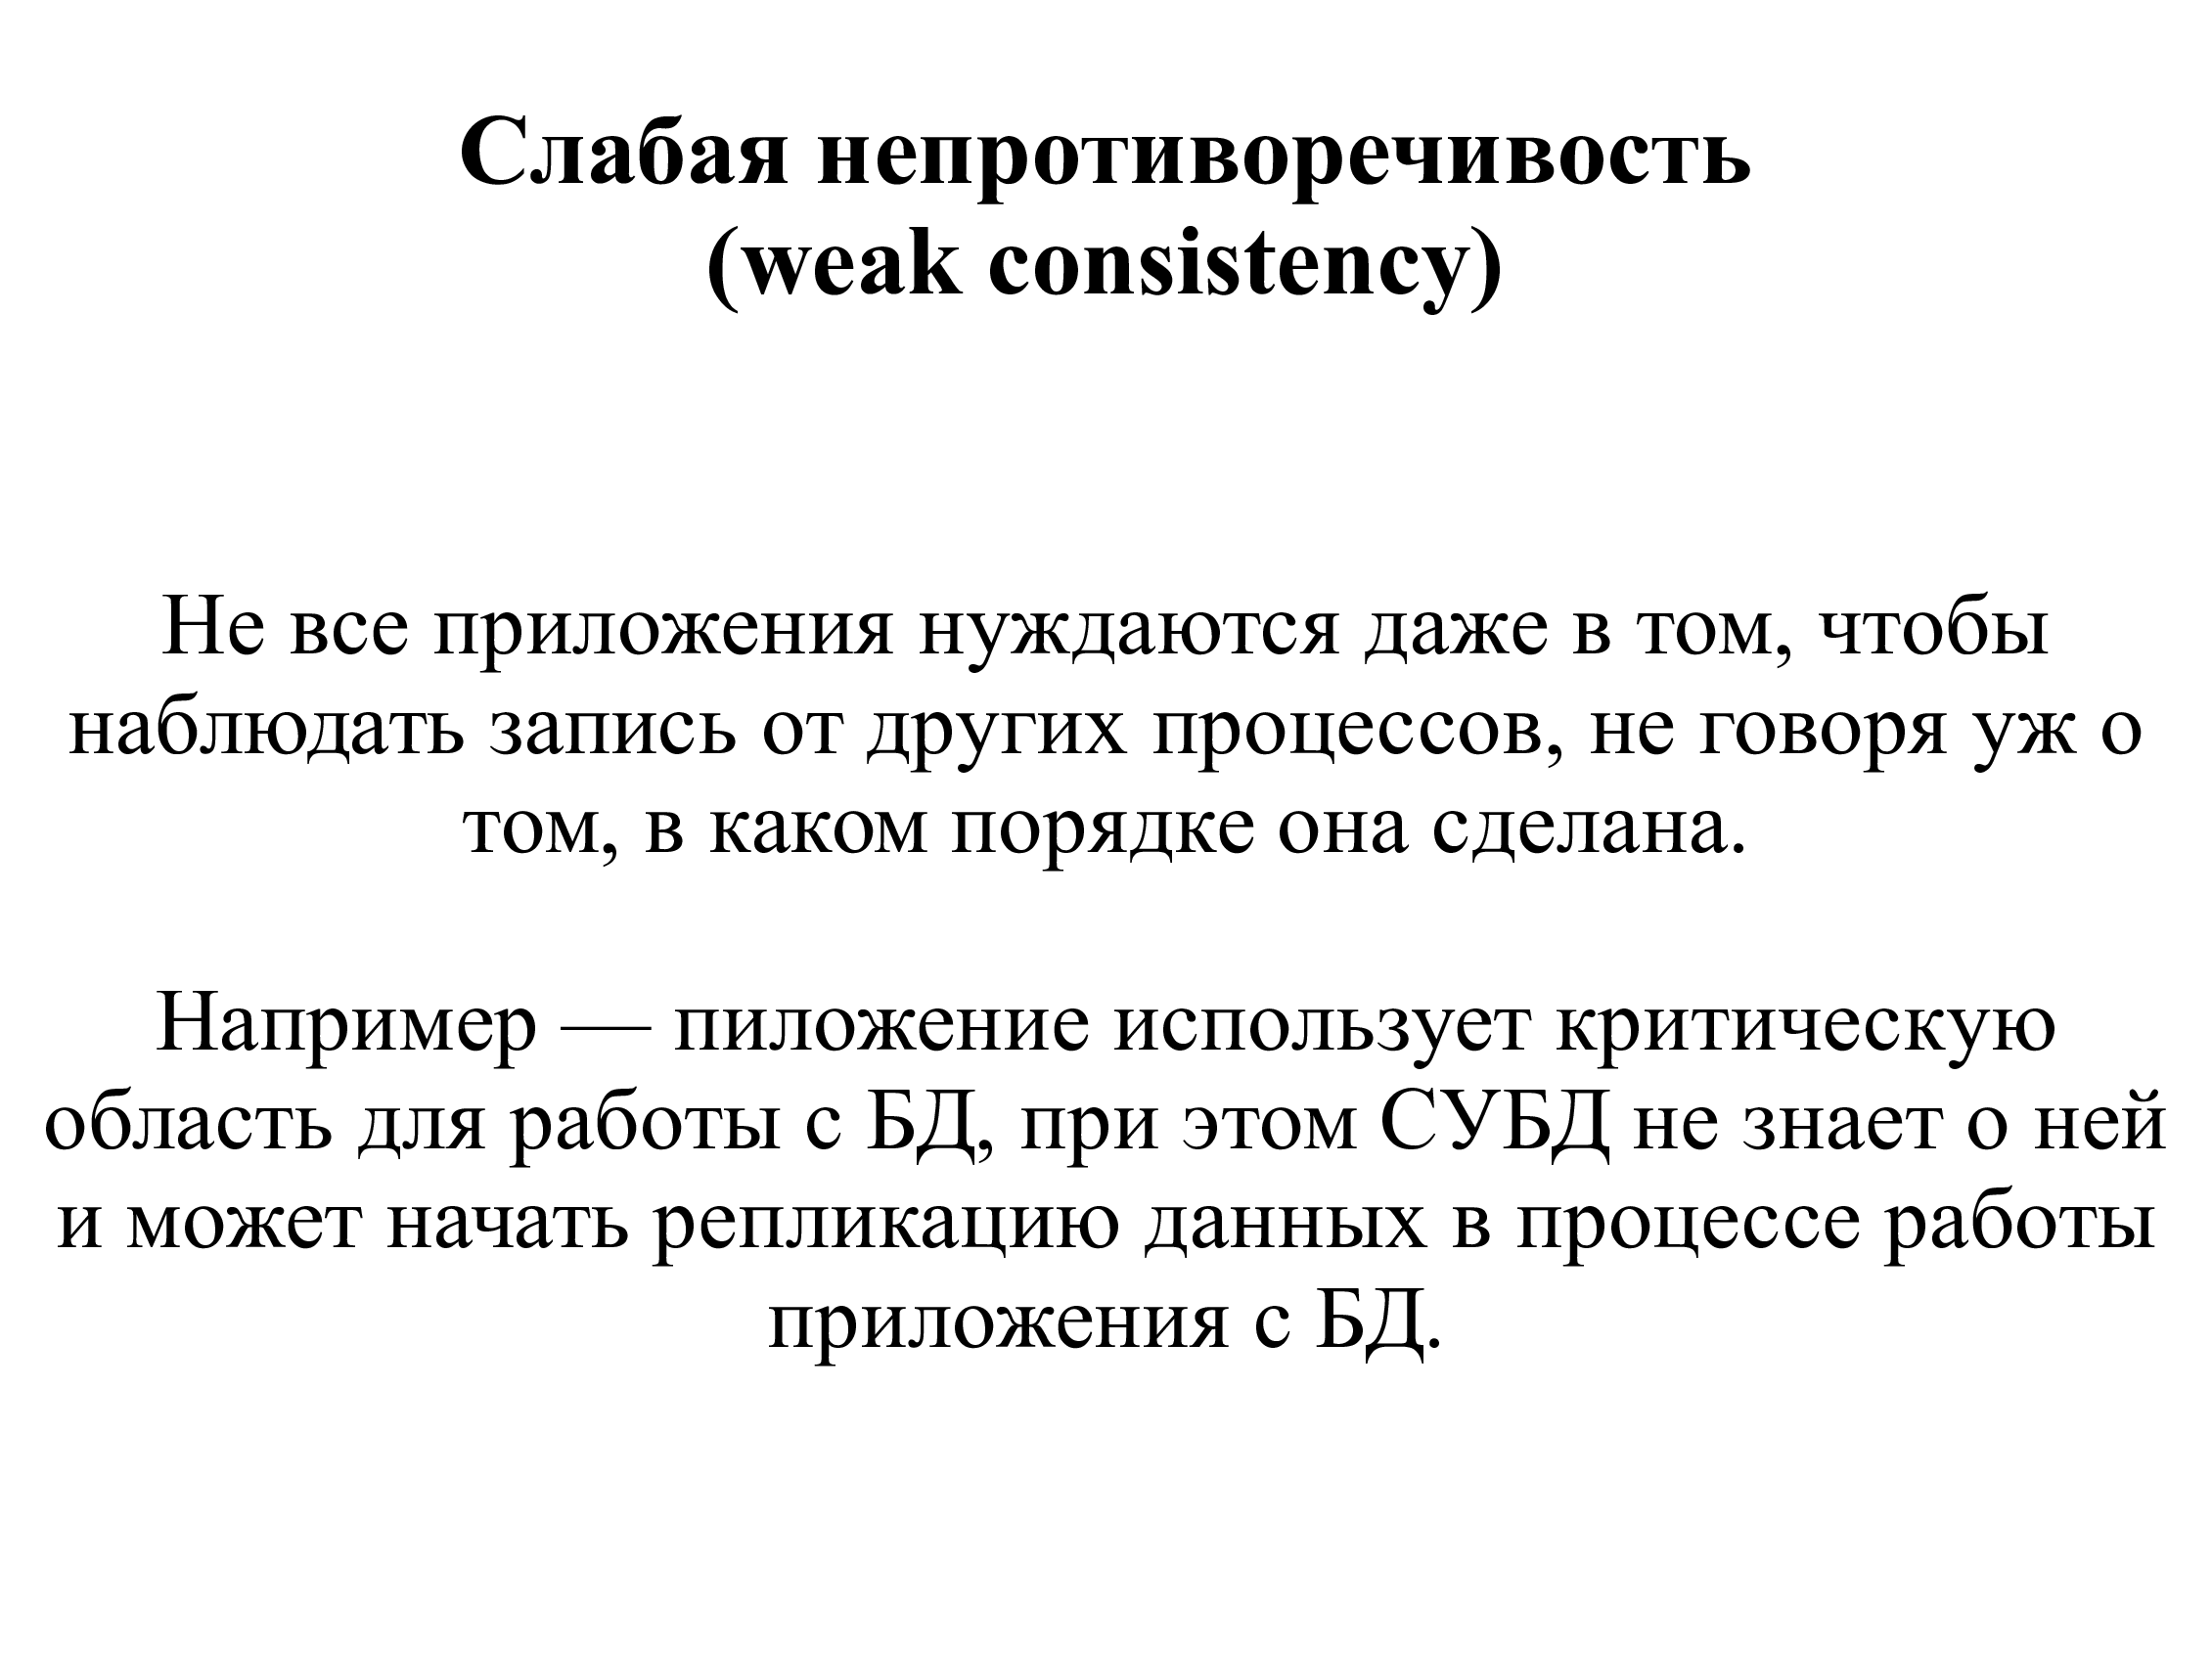 Слабая непротиворечивость
(weak consistency)
Не все приложения нуждаются даже в том, чтобы
наблюдать запись от других процессов, не говоря уж о
том, в каком порядке она сделана.
Например — пиложение использует критическую
область для работы с БД, при этом СУБД не знает о ней
и может начать репликацию данных в процессе работы
приложения с БД.